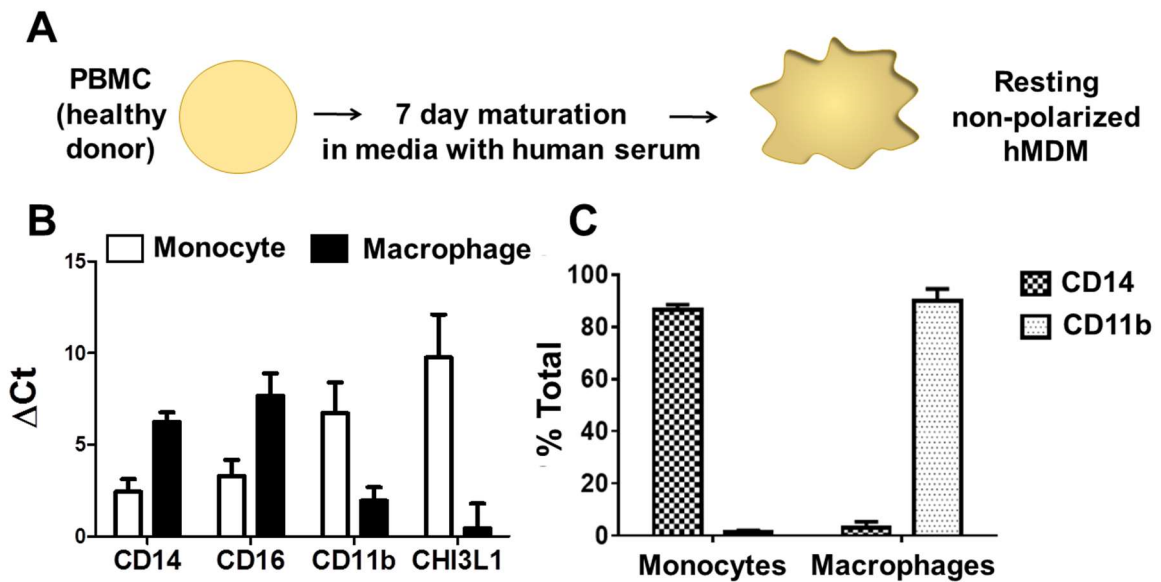 A
PBMC
(healthy
donor)
7 day maturation
in media with human serum
Resting
non-polarized
hMDM
B
Monocyte
Macrophage
15
10
5
0
ΔCt
CD14
CD16
CD11b
CHI3L1
C
100
80
60
40
20
0
% Total
Monocytes
Macrophages
CD14
CD11b